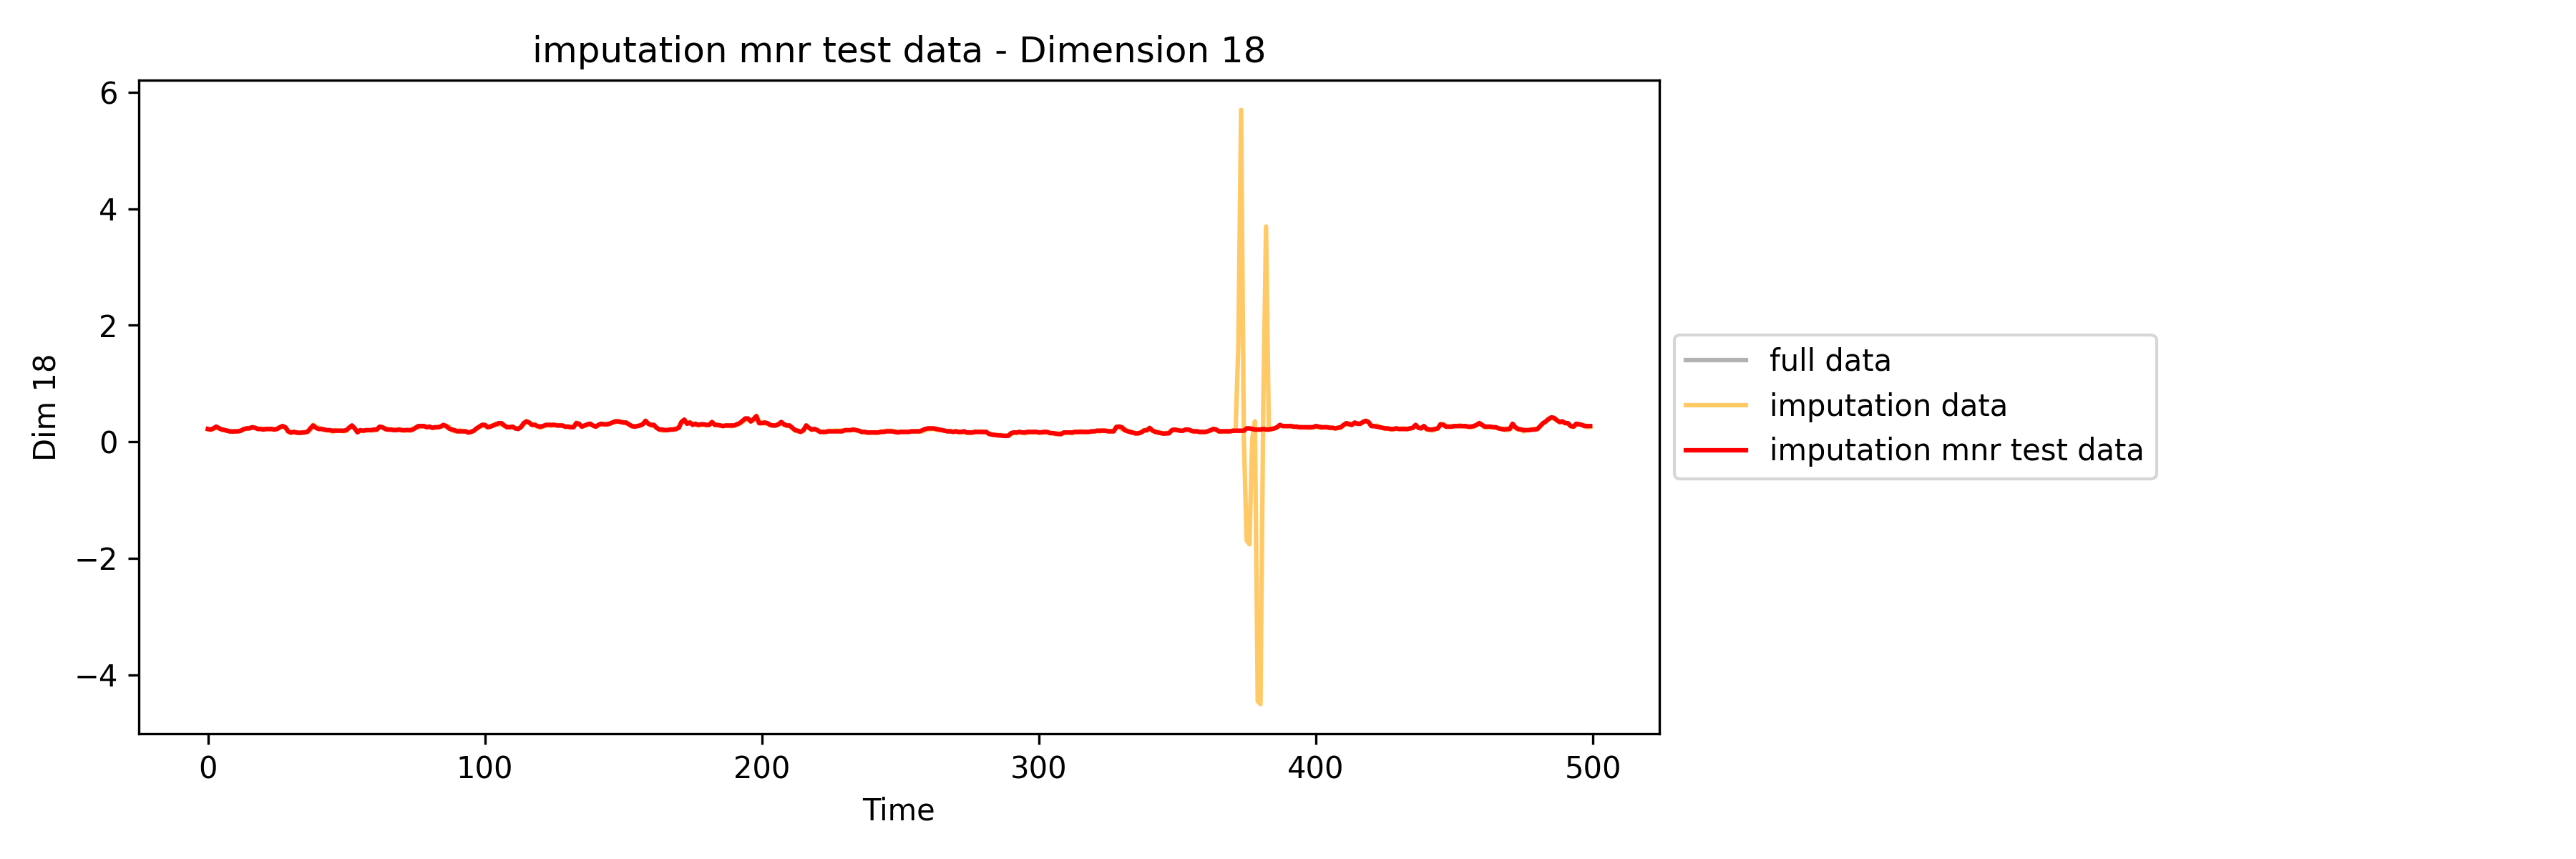 imputation mnr test data - Dimension 18
6
4
2
0
−2
−4
Dim 18
0 100 200 300 400 500
Time
full data
imputation data
imputation mnr test data